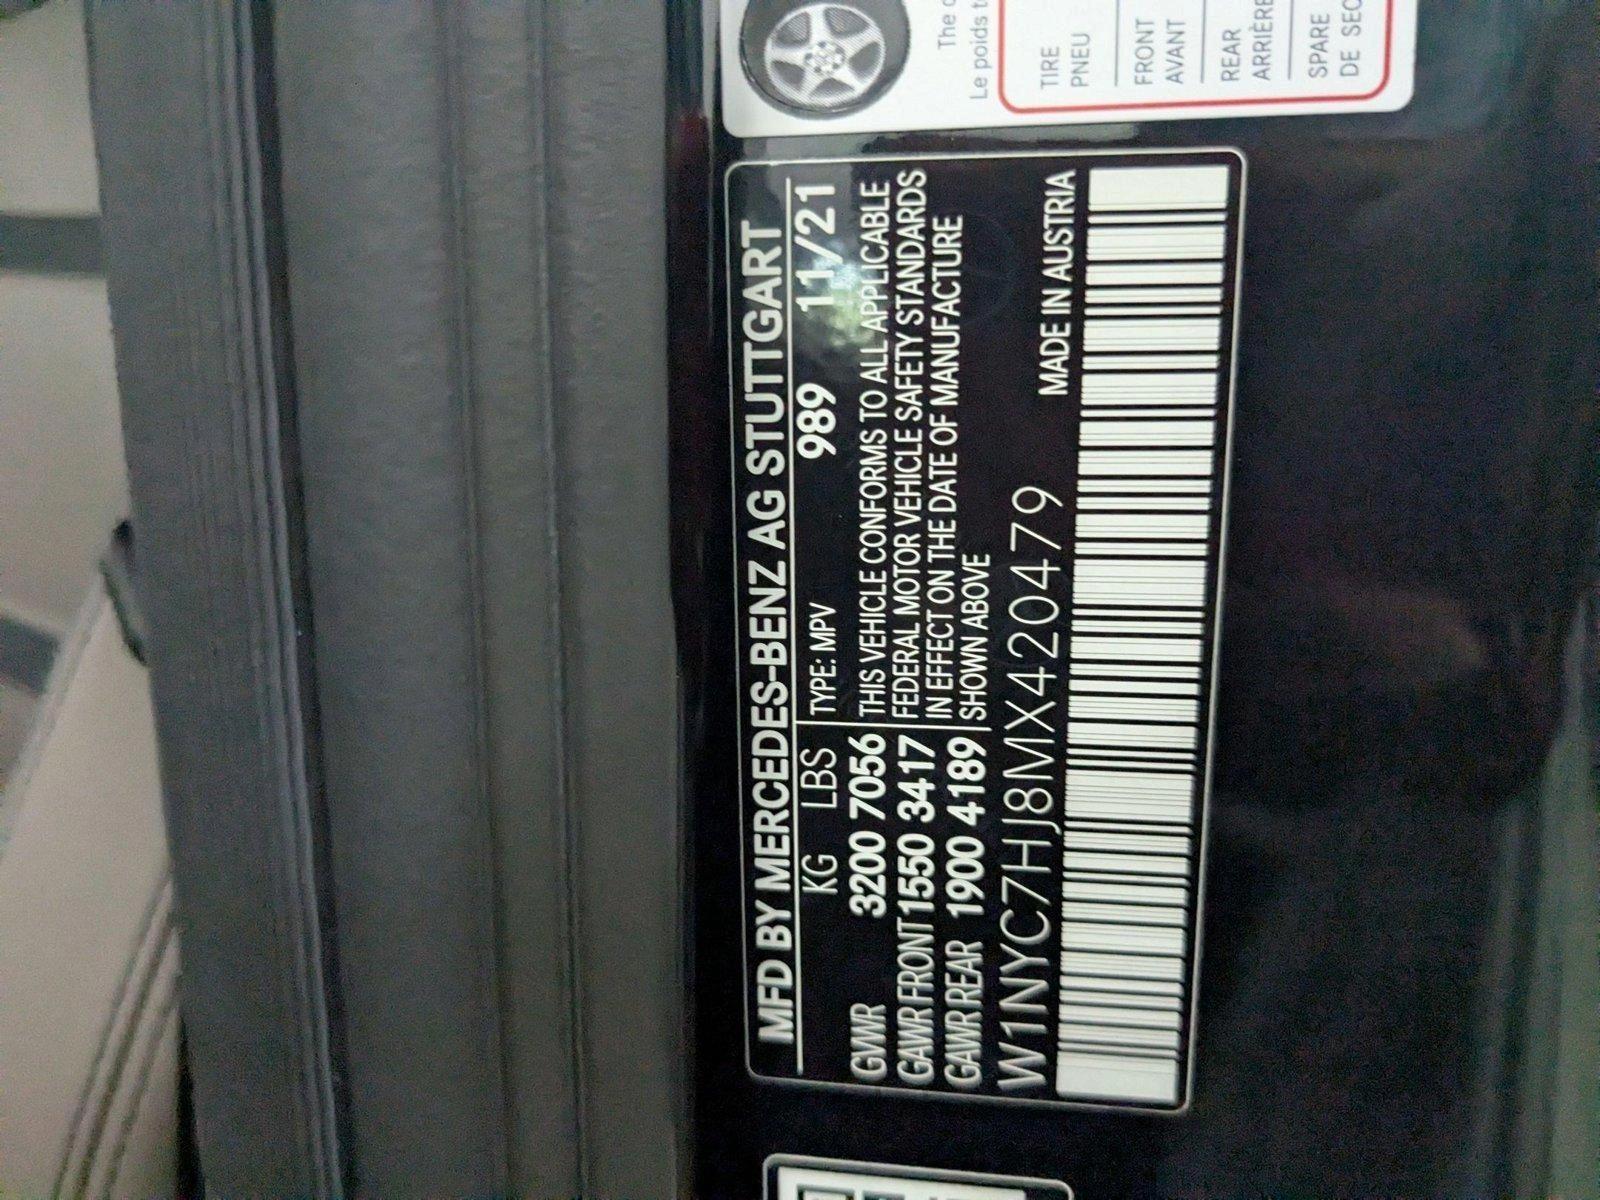 MFD BY MERCEDES-BENZ AG STUTTGART
KG LBS TYPE: MPV 989 11/21
GVWR 3200 7056 THIS VEHICLE CONFORMS TO ALL APPLICABLE
GAWR FRONT 1550 3417 FEDERAL MOTOR VEHICLE SAFETY STANDARDS
IN EFFECT ON THE DATE OF MANUFACTURE
GAWR REAR 1900 4189 SHOWN ABOVE
MADE IN AUSTRIA
W1NYC7HJ8MX420479
The
Le poids
TIRE
PNEU
FRONT
AVANT
REAR
ARRIÈRE
SPARE
DE